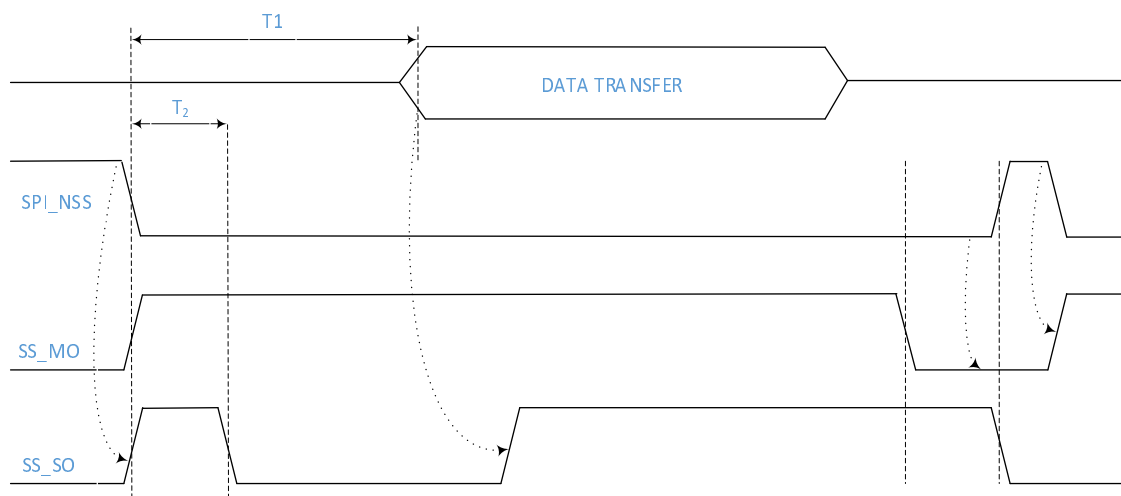 T1
DATA TRANSFER
T₂
SPI_NSS
SS_MO
SS_SO